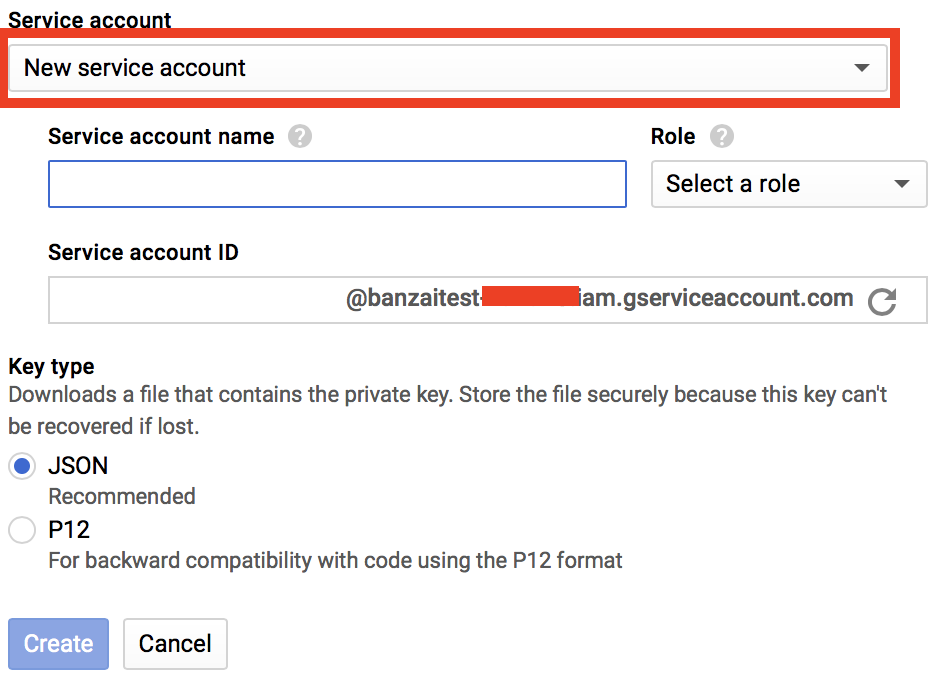 Service account
New service account
Service account name ?
Role ?
Select a role
Service account ID
@banzaitest- iam.gserviceaccount.com
Key type
Downloads a file that contains the private key. Store the file securely because this key can't
be recovered if lost.
JSON
Recommended
P12
For backward compatibility with code using the P12 format
Create Cancel